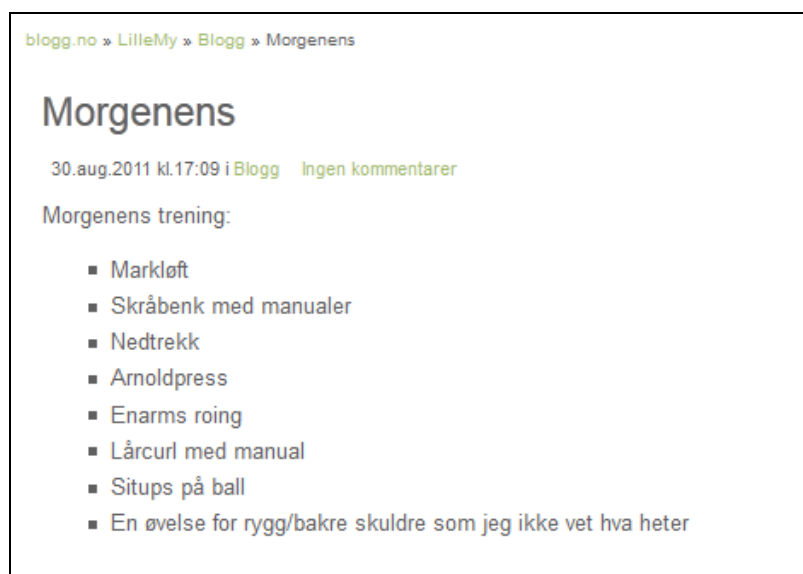 blogg.no » LilleMy » Blogg » Morgenens
Morgenens
30.aug.2011 kl.17:09 i Blogg Ingen kommentarer
Morgenens trening:
▪ Markløft
▪ Skråbenk med manualer
▪ Nedtrekk
▪ Arnoldpress
▪ Enarms roing
▪ Lårcurl med manual
▪ Situps på ball
▪ En øvelse for rygg/bakre skuldre som jeg ikke vet hva heter